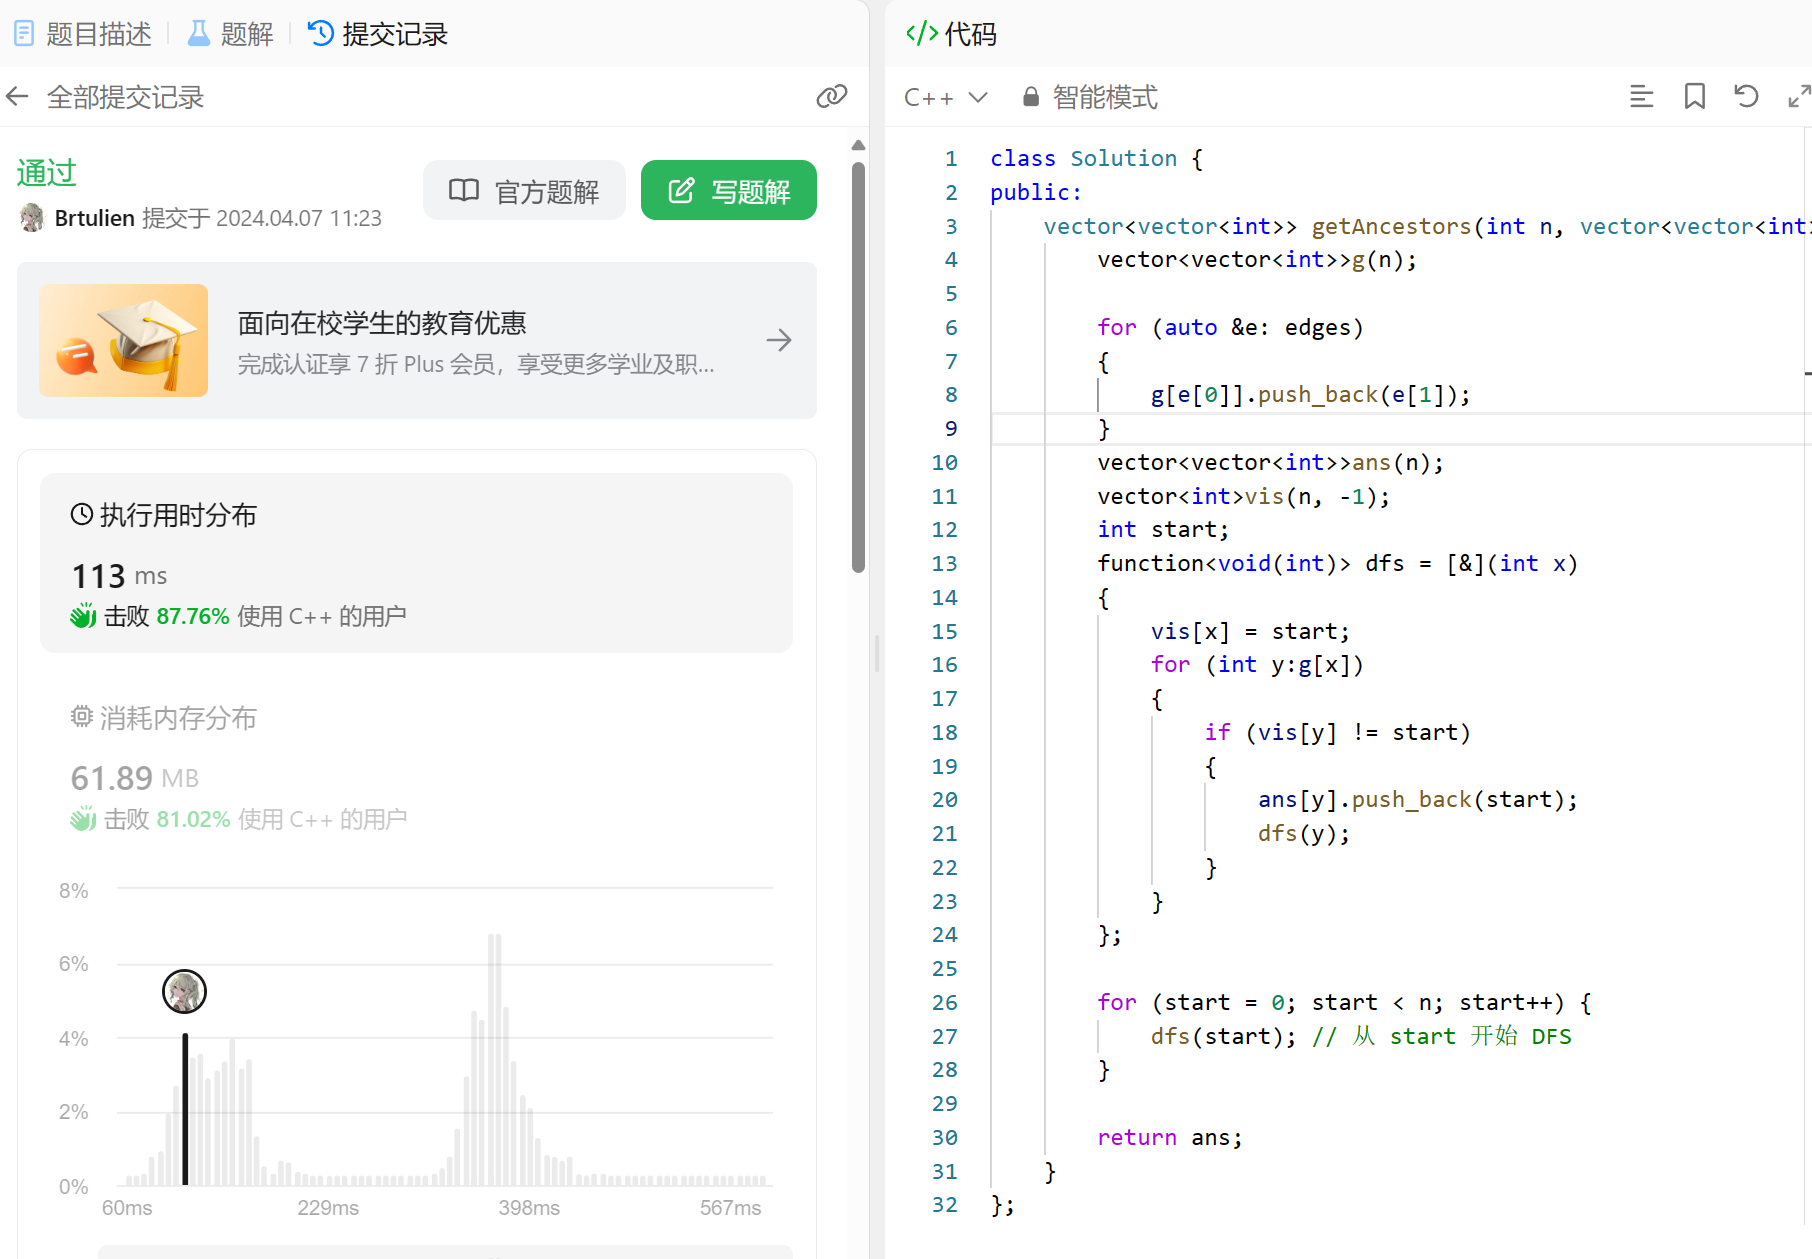 题目描述 题解 提交记录
全部提交记录
通过
官方题解
写题解
Brtulien 提交于 2024.04.07 11:23
面向在校学生的教育优惠
完成认证享 7 折 Plus 会员，享受更多学业及职...
执行用时分布
113 ms
击败 87.76% 使用 C++ 的用户
消耗内存分布
61.89 MB
击败 81.02% 使用 C++ 的用户
8%
6%
4%
2%
0%
60ms 229ms 398ms 567ms
</> 代码
C++ 智能模式
1 class Solution {
2 public:
3     vector<vector<int>> getAncestors(int n, vector<vector<int>
4         vector<vector<int>>g(n);
5
6         for (auto &e: edges)
7         {
8             g[e[0]].push_back(e[1]);
9         }
10         vector<vector<int>>ans(n);
11         vector<int>vis(n, -1);
12         int start;
13         function<void(int)> dfs = [&](int x)
14         {
15             vis[x] = start;
16             for (int y:g[x])
17             {
18                 if (vis[y] != start)
19                 {
20                     ans[y].push_back(start);
21                     dfs(y);
22                 }
23             }
24         };
25
26         for (start = 0; start < n; start++) {
27             dfs(start); // 从 start 开始 DFS
28         }
29
30         return ans;
31     }
32 };